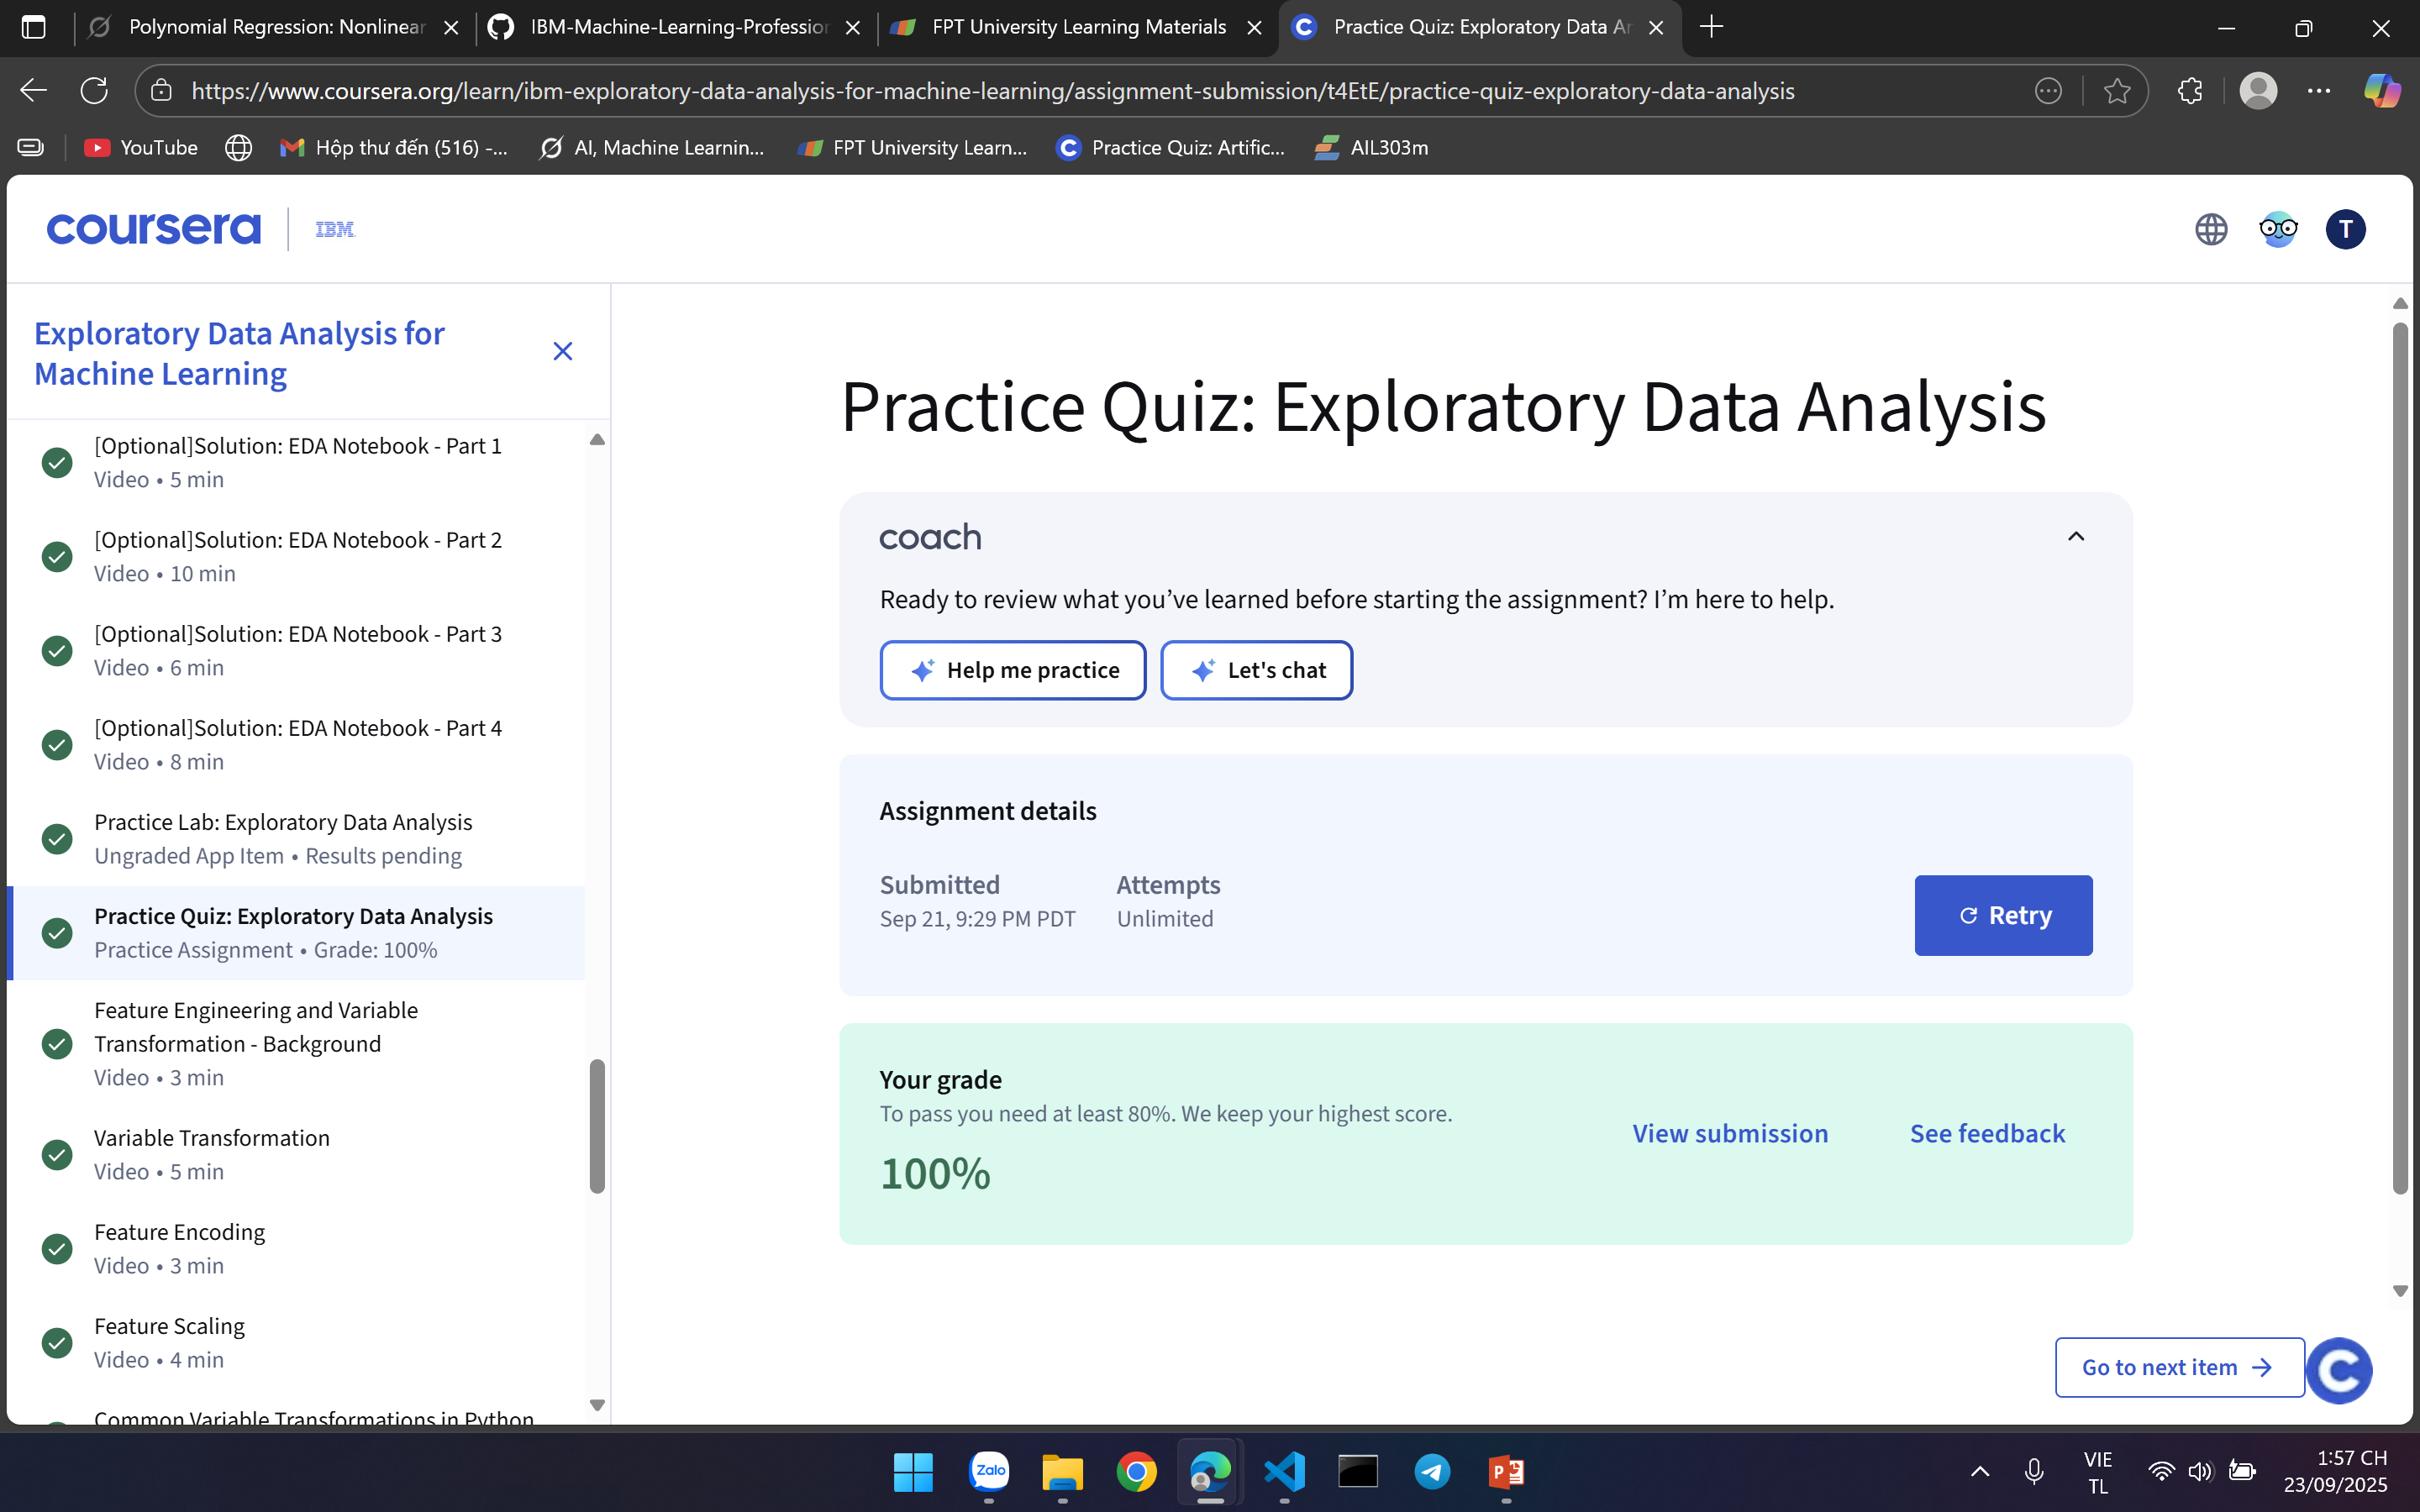 Polynomial Regression: Nonlinear
IBM-Machine-Learning-Profession
FPT University Learning Materials
Practice Quiz: Exploratory Data An
https://www.coursera.org/learn/ibm-exploratory-data-analysis-for-machine-learning/assignment-submission/t4EtE/practice-quiz-exploratory-data-analysis
YouTube
Hộp thư đến (516) -...
AI, Machine Learnin...
FPT University Learn...
Practice Quiz: Artific...
AIL303m
coursera
IBM
T
Exploratory Data Analysis for
Machine Learning
[Optional]Solution: EDA Notebook - Part 1
Video • 5 min
[Optional]Solution: EDA Notebook - Part 2
Video • 10 min
[Optional]Solution: EDA Notebook - Part 3
Video • 6 min
[Optional]Solution: EDA Notebook - Part 4
Video • 8 min
Practice Lab: Exploratory Data Analysis
Ungraded App Item • Results pending
Practice Quiz: Exploratory Data Analysis
Practice Assignment • Grade: 100%
Feature Engineering and Variable
Transformation - Background
Video • 3 min
Variable Transformation
Video • 5 min
Feature Encoding
Video • 3 min
Feature Scaling
Video • 4 min
Common Variable Transformations in Python
Practice Quiz: Exploratory Data Analysis
coach
Ready to review what you’ve learned before starting the assignment? I’m here to help.
Help me practice
Let's chat
Assignment details
Submitted
Sep 21, 9:29 PM PDT
Attempts
Unlimited
Retry
Your grade
To pass you need at least 80%. We keep your highest score.
100%
View submission
See feedback
Go to next item
Zalo
VIE
TL
1:57 CH
23/09/2025